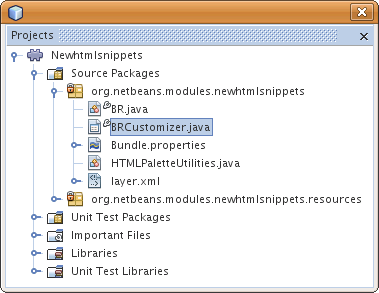 Projects
Newhtmlsnippets
Source Packages
org.netbeans.modules.newhtmlsnippets
BR.java
BRCustomizer.java
Bundle.properties
HTMLPaletteUtilities.java
layer.xml
org.netbeans.modules.newhtmlsnippets.resources
Unit Test Packages
Important Files
Libraries
Unit Test Libraries